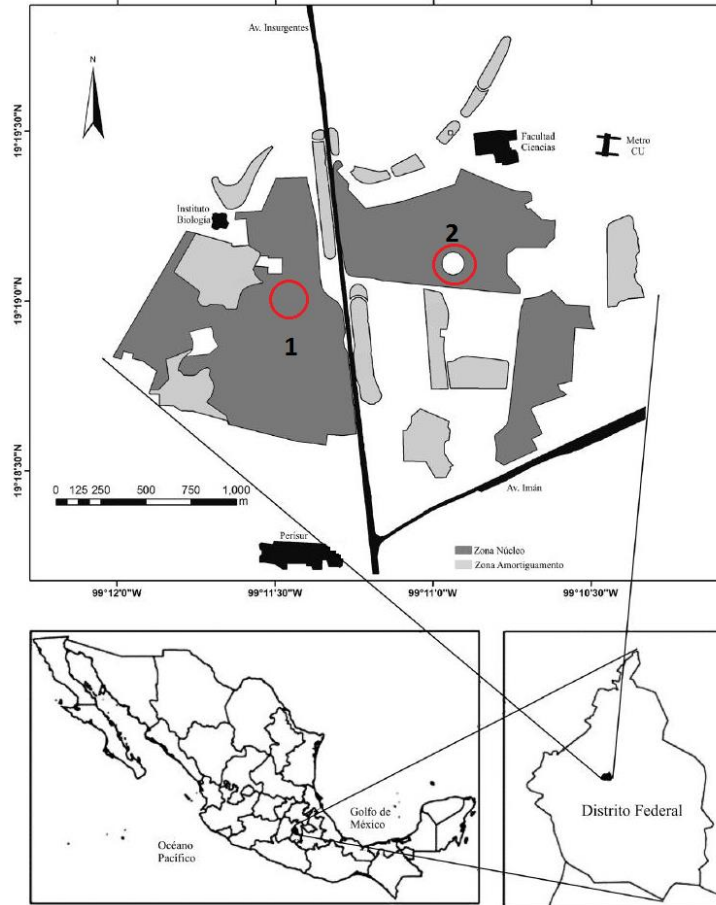 Av. Insurgentes
N
19°19'30"N
Facultad
Ciencias
Metro
CU
Instituto
Biología
2
19°19'0"N
1
19°18'30"N
0 125 250 500 750 1,000
m
Av. Imán
Perisur
Zona Núcleo
Zona Amortiguamento
99°12'0"W 99°11'30"W 99°11'0"W 99°10'30"W
Golfo de
México
Océano
Pacífico
Distrito Federal